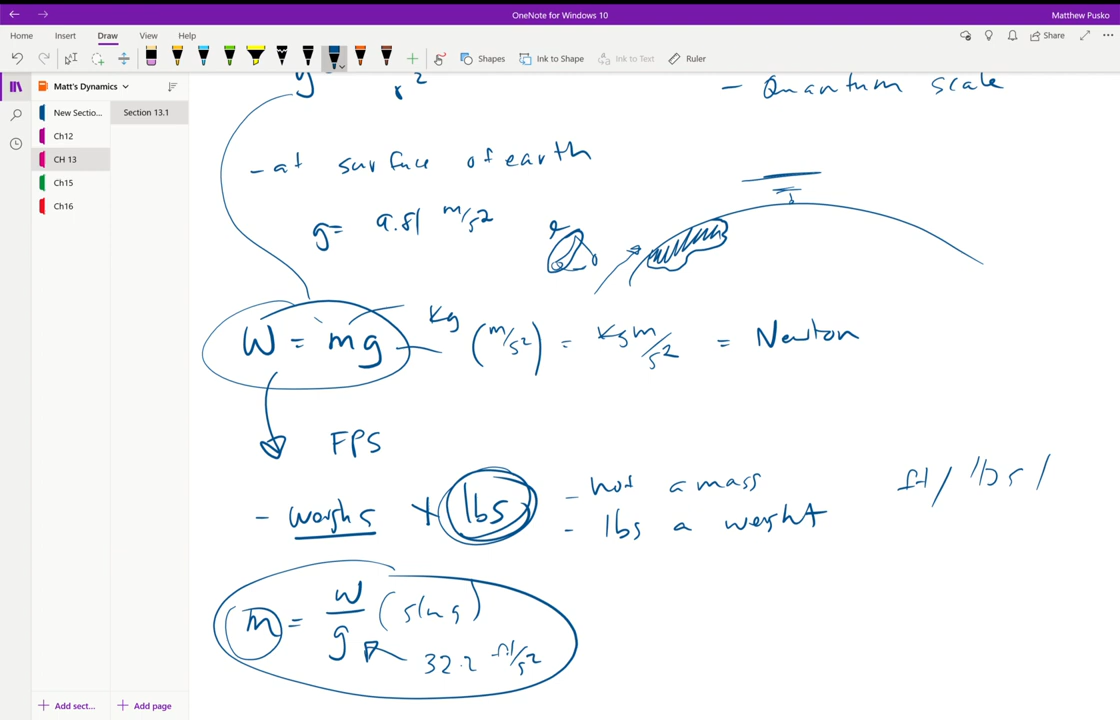 OneNote for Windows 10
Matthew Pusko
Home Insert Draw View Help
Share
Shapes Ink to Shape Ink to Text Ruler
Matt's Dynamics
New Sectio...
Ch12
CH 13
Ch15
Ch16
Section 13.1
Add sect...
Add page
r²
- Quantum scale
- at surface of earth
g= 9.81 m/s²
W = mg kg (m/s²) = kg m/s² = Newton
FPS
- weighs x lbs - not a mass
- lbs a weight
ft / lbs /
m = W/g (slug)
32.2 ft/s²